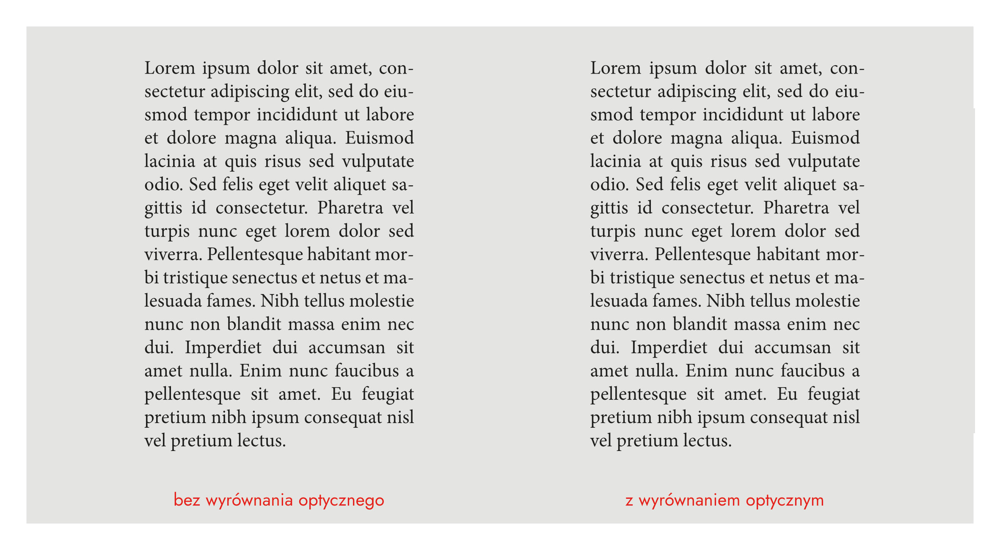 Lorem ipsum dolor sit amet, con-
sectetur adipiscing elit, sed do eiu-
smod tempor incididunt ut labore
et dolore magna aliqua. Euismod
lacinia at quis risus sed vulputate
odio. Sed felis eget velit aliquet sa-
gittis id consectetur. Pharetra vel
turpis nunc eget lorem dolor sed
viverra. Pellentesque habitant mor-
bi tristique senectus et netus et ma-
lesuada fames. Nibh tellus molestie
nunc non blandit massa enim nec
dui. Imperdiet dui accumsan sit
amet nulla. Enim nunc faucibus a
pellentesque sit amet. Eu feugiat
pretium nibh ipsum consequat nisl
vel pretium lectus.
bez wyrównania optycznego
Lorem ipsum dolor sit amet, con-
sectetur adipiscing elit, sed do eiu-
smod tempor incididunt ut labore
et dolore magna aliqua. Euismod
lacinia at quis risus sed vulputate
odio. Sed felis eget velit aliquet sa-
gittis id consectetur. Pharetra vel
turpis nunc eget lorem dolor sed
viverra. Pellentesque habitant mor-
bi tristique senectus et netus et ma-
lesuada fames. Nibh tellus molestie
nunc non blandit massa enim nec
dui. Imperdiet dui accumsan sit
amet nulla. Enim nunc faucibus a
pellentesque sit amet. Eu feugiat
pretium nibh ipsum consequat nisl
vel pretium lectus.
z wyrównaniem optycznym